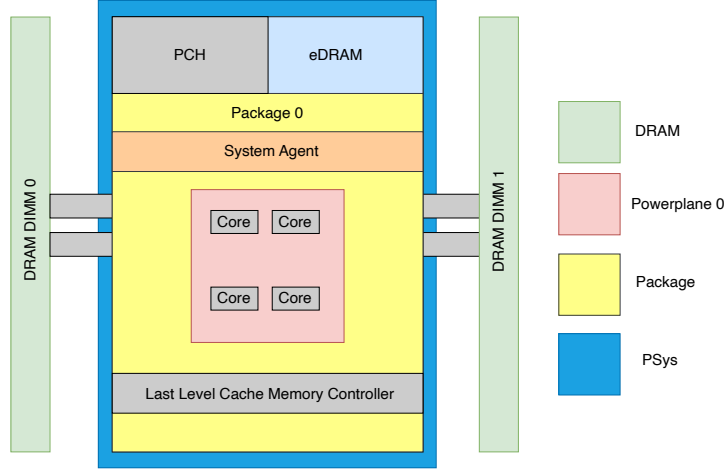 PCH
eDRAM
Package 0
System Agent
DRAM DIMM 0
DRAM DIMM 1
Core
Core
Core
Core
Last Level Cache Memory Controller
DRAM
Powerplane 0
Package
PSys